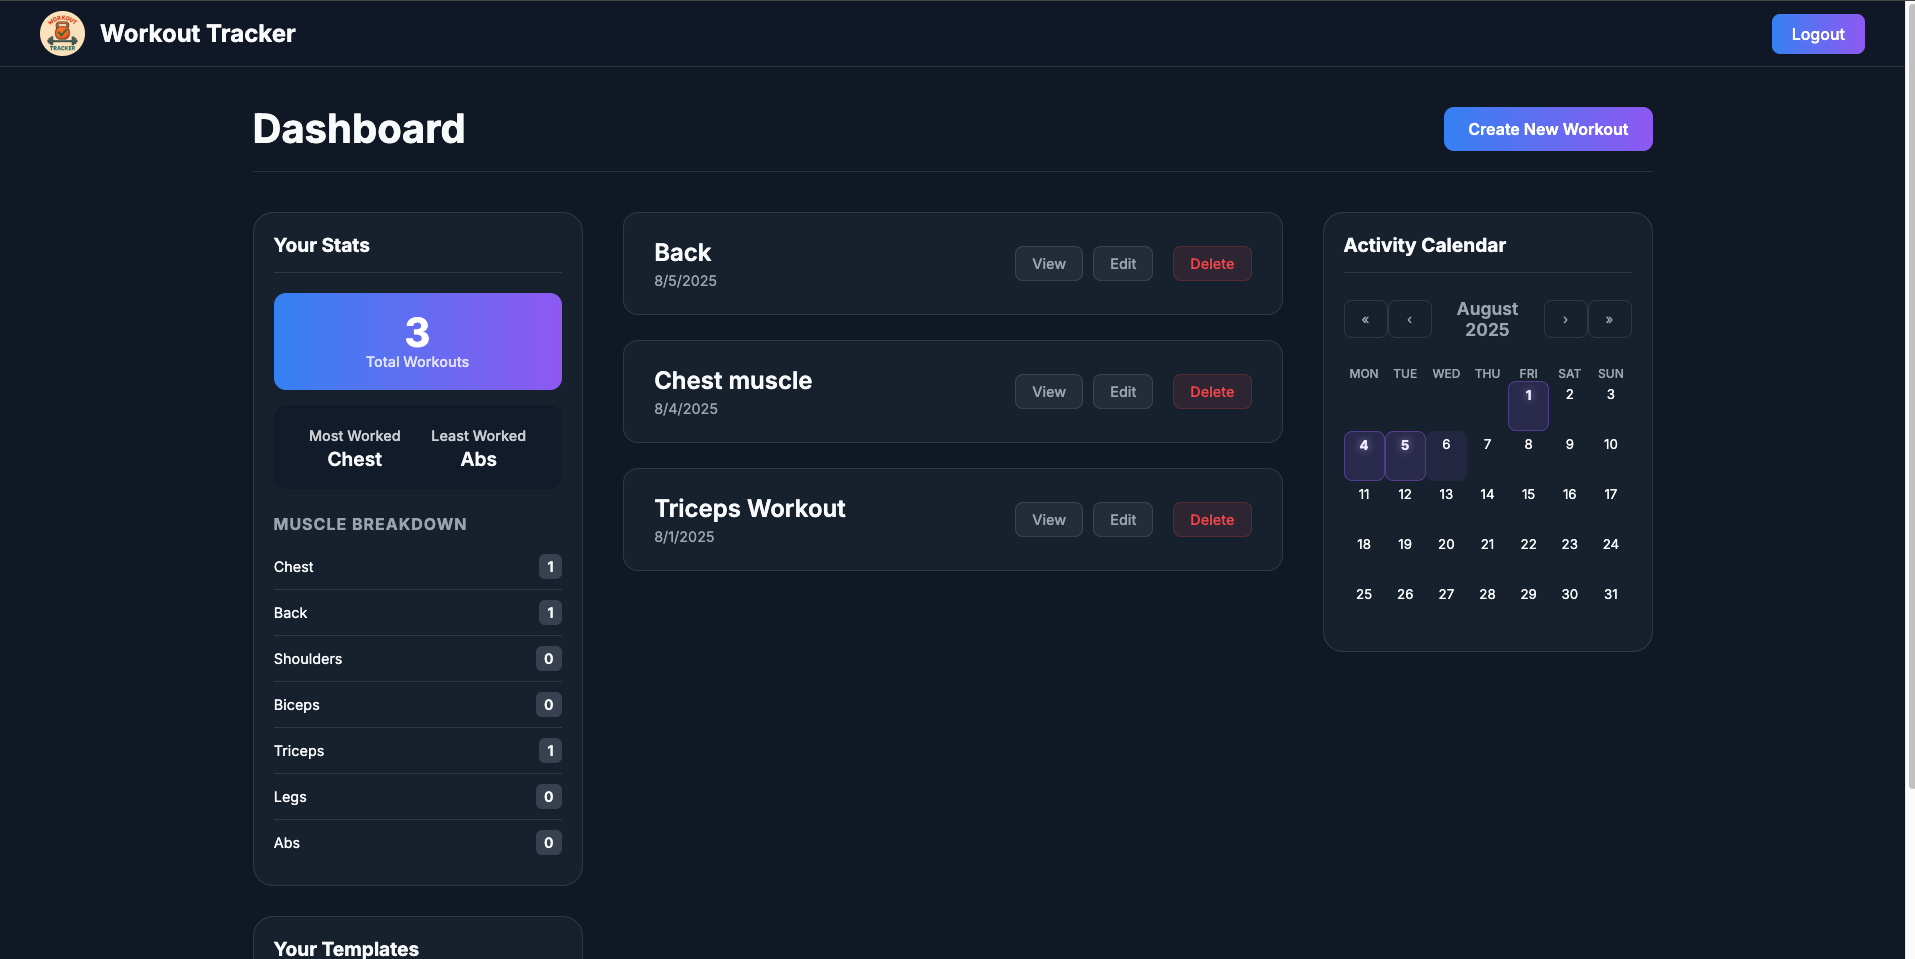 WORKOUT
TRACKER
Workout Tracker
Logout
Dashboard
Create New Workout
Your Stats
3
Total Workouts
Most Worked Least Worked
Chest Abs
MUSCLE BREAKDOWN
Chest 1
Back 1
Shoulders 0
Biceps 0
Triceps 1
Legs 0
Abs 0
Your Templates
Back
8/5/2025
View Edit Delete
Chest muscle
8/4/2025
View Edit Delete
Triceps Workout
8/1/2025
View Edit Delete
Activity Calendar
« ‹ August 2025 › »
MON TUE WED THU FRI SAT SUN
1 2 3
4 5 6 7 8 9 10
11 12 13 14 15 16 17
18 19 20 21 22 23 24
25 26 27 28 29 30 31